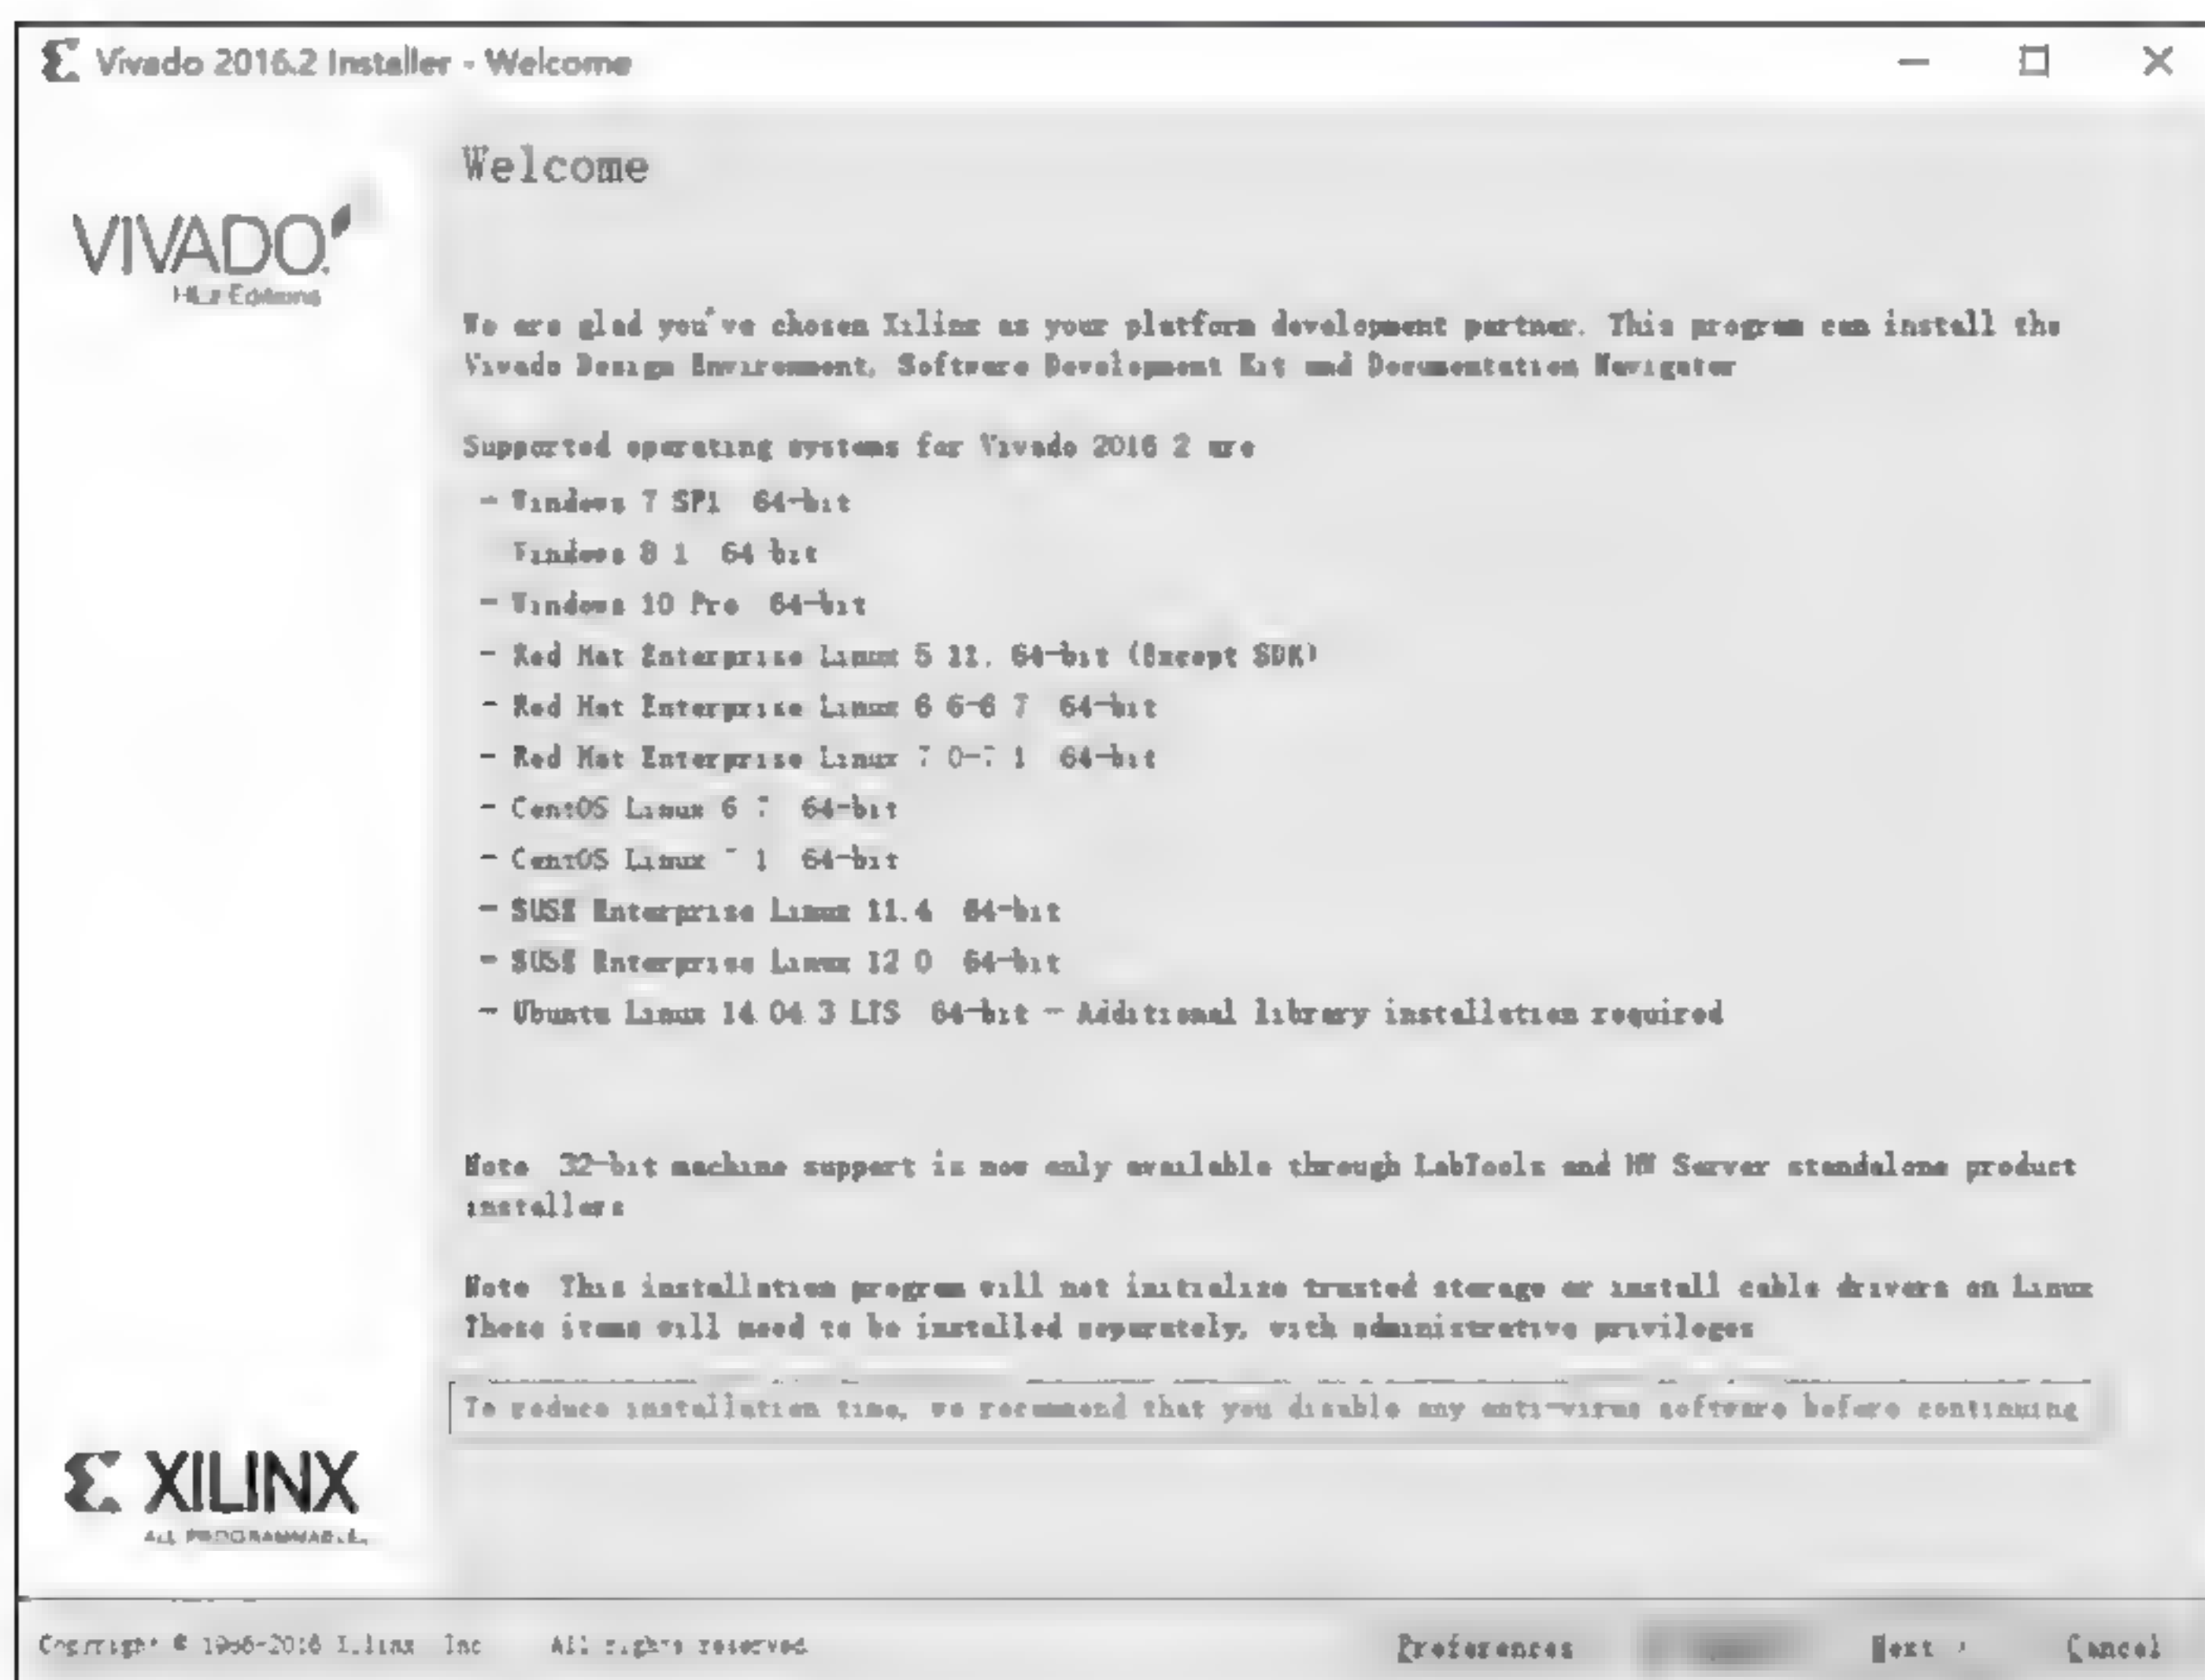 Vivado 2016.2 Installer - Welcome
Welcome
VIVADO
HLx Editions
We are glad you've chosen Xilinx as your platform development partner. This program can install the
Vivado Design Environment, Software Development Kit and Documentation Navigator
Supported operating systems for Vivado 2016 2 are
- Windows 7 SP1 64-bit
Windows 8 1 64 bit
- Windows 10 Pro 64-bit
- Red Hat Enterprise Linux 5 11. 64-bit (Except SDK)
- Red Hat Enterprise Linux 6 6-6 7 64-bit
- Red Hat Enterprise Linux 7 0-7 1 64-bit
- CentOS Linux 6 7 64-bit
- CentOS Linux 7 1 64-bit
- SUSE Enterprise Linux 11.4 64-bit
- SUSE Enterprise Linux 12 0 64-bit
- Ubuntu Linux 14 04 3 LTS 64-bit - Additional library installation required
Note 32-bit machine support is now only available through LabTools and HW Server standalone product
installers
Note This installation program will not initialize trusted storage or install cable drivers on Linux
These items will need to be installed separately, with administrative privileges
To reduce installation time, we recommend that you disable any anti-virus software before continuing
XILINX
ALL PROGRAMMABLE.
Copyright © 1986-2016 Xilinx Inc All rights reserved
Preferences Next > Cancel